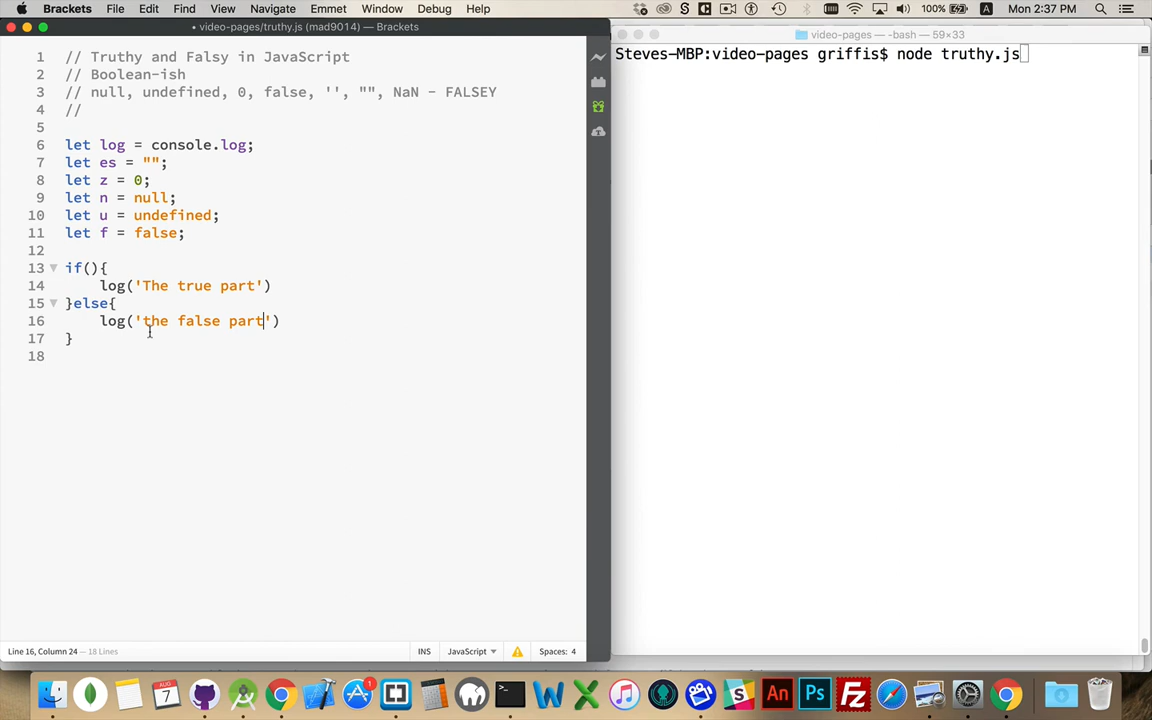 Brackets File Edit Find View Navigate Emmet Window Debug Help 100% A Mon 2:37 PM
• video-pages/truthy.js (mad9014) — Brackets
video-pages — -bash — 59×33
1 // Truthy and Falsy in JavaScript
2 // Boolean-ish
3 // null, undefined, 0, false, '', "", NaN - FALSEY
4 //
5
6 let log = console.log;
7 let es = "";
8 let z = 0;
9 let n = null;
10 let u = undefined;
11 let f = false;
12
13 if(){
14 log('The true part')
15 }else{
16 log('the false part')
17 }
18
Steves-MBP:video-pages griffis$ node truthy.js
Line 16, Column 24 — 18 Lines INS JavaScript Spaces: 4
7 1 W X An Ps Fz